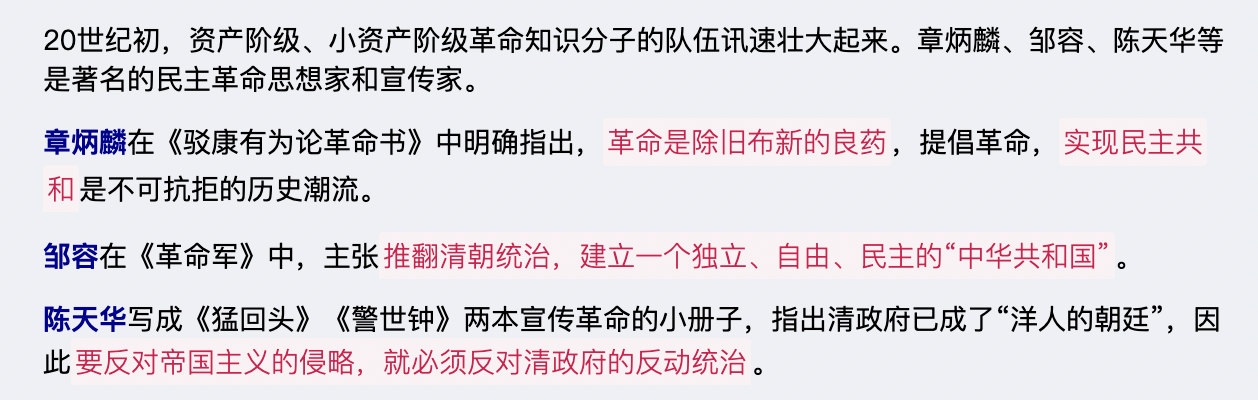 20世纪初，资产阶级、小资产阶级革命知识分子的队伍讯速壮大起来。章炳麟、邹容、陈天华等
是著名的民主革命思想家和宣传家。
章炳麟在《驳康有为论革命书》中明确指出，革命是除旧布新的良药，提倡革命，实现民主共
和是不可抗拒的历史潮流。
邹容在《革命军》中，主张推翻清朝统治，建立一个独立、自由、民主的“中华共和国”。
陈天华写成《猛回头》《警世钟》两本宣传革命的小册子，指出清政府已成了“洋人的朝廷”，因
此要反对帝国主义的侵略，就必须反对清政府的反动统治。